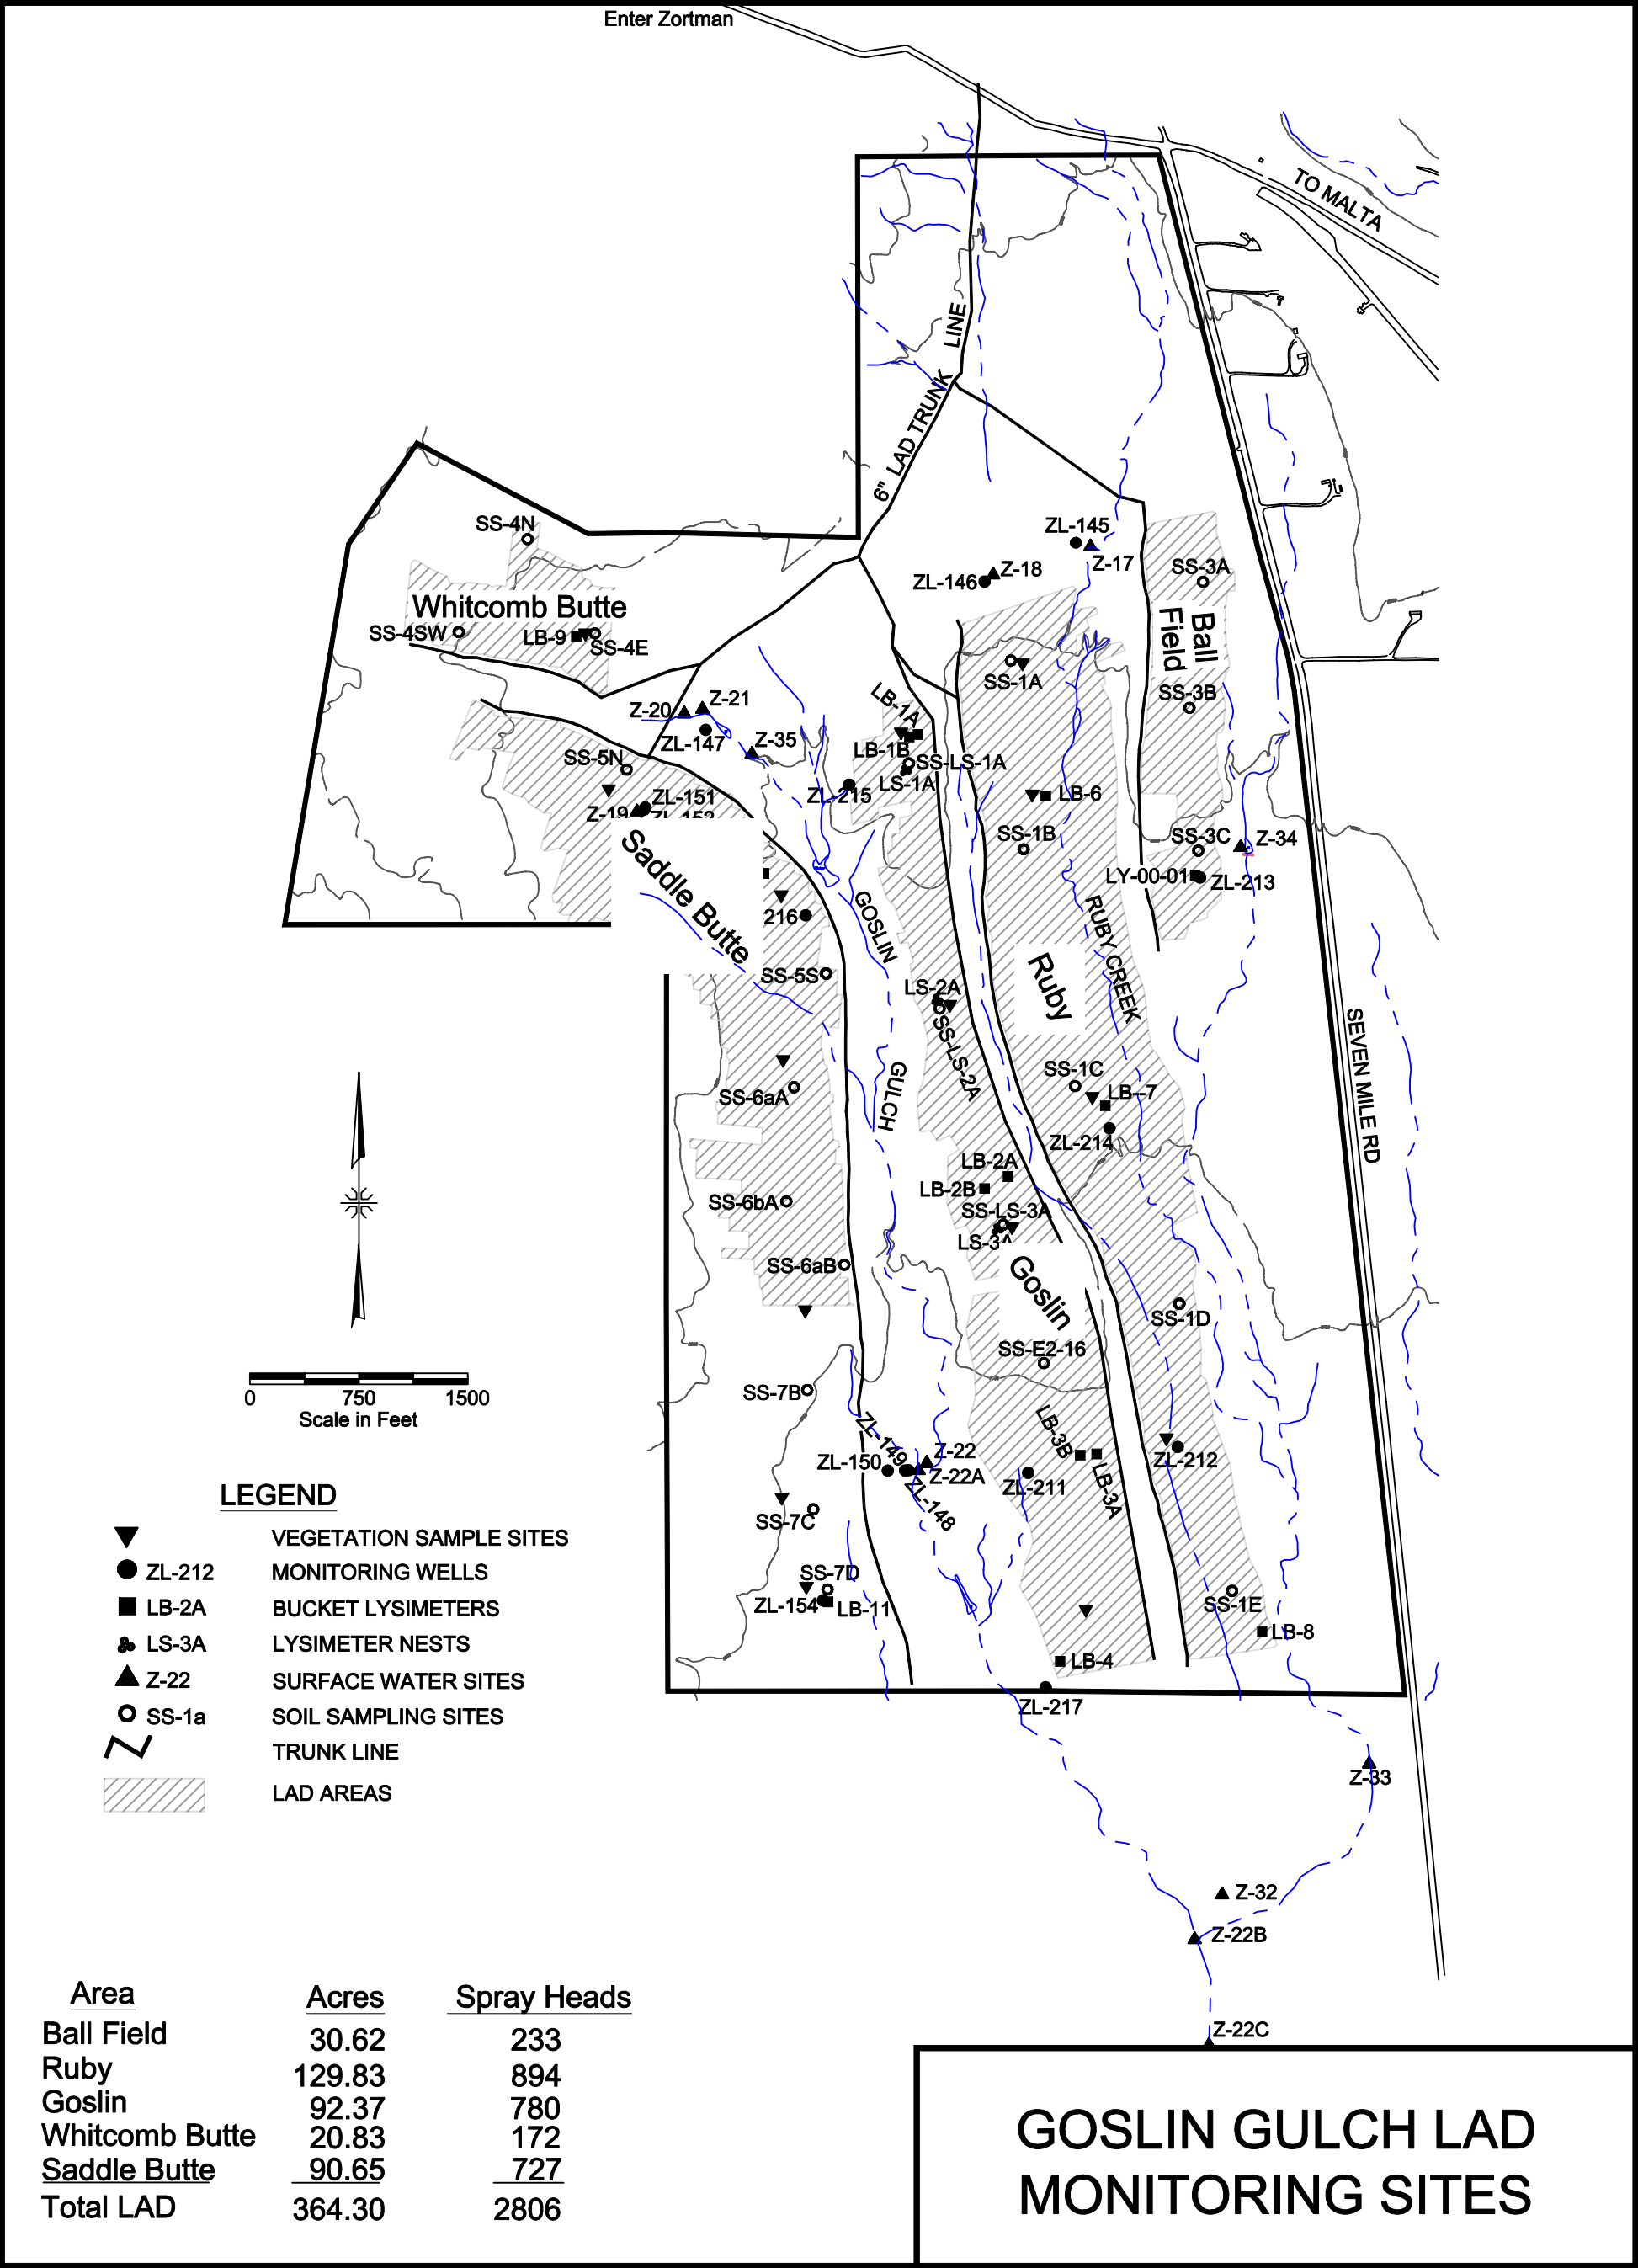 Enter Zortman
TO MALTA
6" LAD TRUNK LINE
SS-4N
Whitcomb Butte
SS-4SW
LB-9
SS-4E
ZL-145
Z-17
ZL-146
Z-18
SS-3A
Ball
Field
SS-3B
SS-1A
Z-20
Z-21
ZL-147
Z-35
LB-1A
LB-1B
SS-LS-1A
LS-1A
ZL-215
SS-5N
ZL-151
Z-19
ZL-152
LB-6
SS-1B
SS-3C
Z-34
LY-00-01
ZL-213
Saddle Butte
216
SS-5S
GOSLIN
GULCH
RUBY CREEK
Ruby
LS-2A
SS-LS-2A
SEVEN MILE RD
SS-6aA
SS-1C
LB-7
ZL-214
SS-6bA
LB-2A
LB-2B
SS-LS-3A
LS-3A
SS-6aB
Goslin
SS-1D
SS-E2-16
SS-7B
ZL-149
ZL-150
Z-22
Z-22A
ZL-148
LB-3B
LB-3A
ZL-211
ZL-212
SS-7C
SS-7D
ZL-154
LB-11
SS-1E
LB-8
LB-4
ZL-217
Z-33
Z-32
Z-22B
Z-22C
0 750 1500
Scale in Feet
LEGEND
VEGETATION SAMPLE SITES
ZL-212 MONITORING WELLS
LB-2A BUCKET LYSIMETERS
LS-3A LYSIMETER NESTS
Z-22 SURFACE WATER SITES
SS-1a SOIL SAMPLING SITES
TRUNK LINE
LAD AREAS
Area Acres Spray Heads
Ball Field 30.62 233
Ruby 129.83 894
Goslin 92.37 780
Whitcomb Butte 20.83 172
Saddle Butte 90.65 727
Total LAD 364.30 2806
GOSLIN GULCH LAD
MONITORING SITES